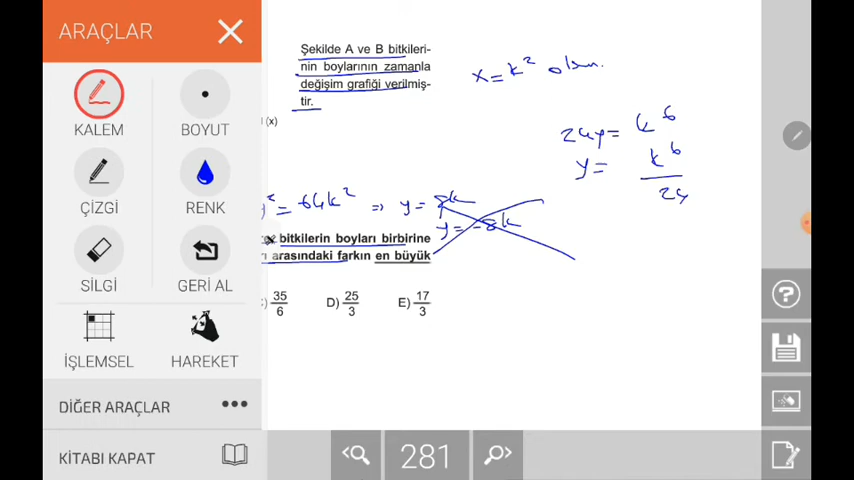 ARAÇLAR
KALEM
BOYUT
ÇİZGİ
RENK
SİLGİ
GERİ AL
İŞLEMSEL
HAREKET
DİĞER ARAÇLAR
KİTABI KAPAT
Şekilde A ve B bitkileri-
nin boylarının zamanla
değişim grafiği verilmiş-
tir.
(x)
x = k² olsun.
24y = k⁶
y = k⁶/24
y² = 64k² ⇒ y = 8k
y = -8k
bitkilerin boyları birbirine
arasındaki farkın en büyük
) 35/6 D) 25/3 E) 17/3
281